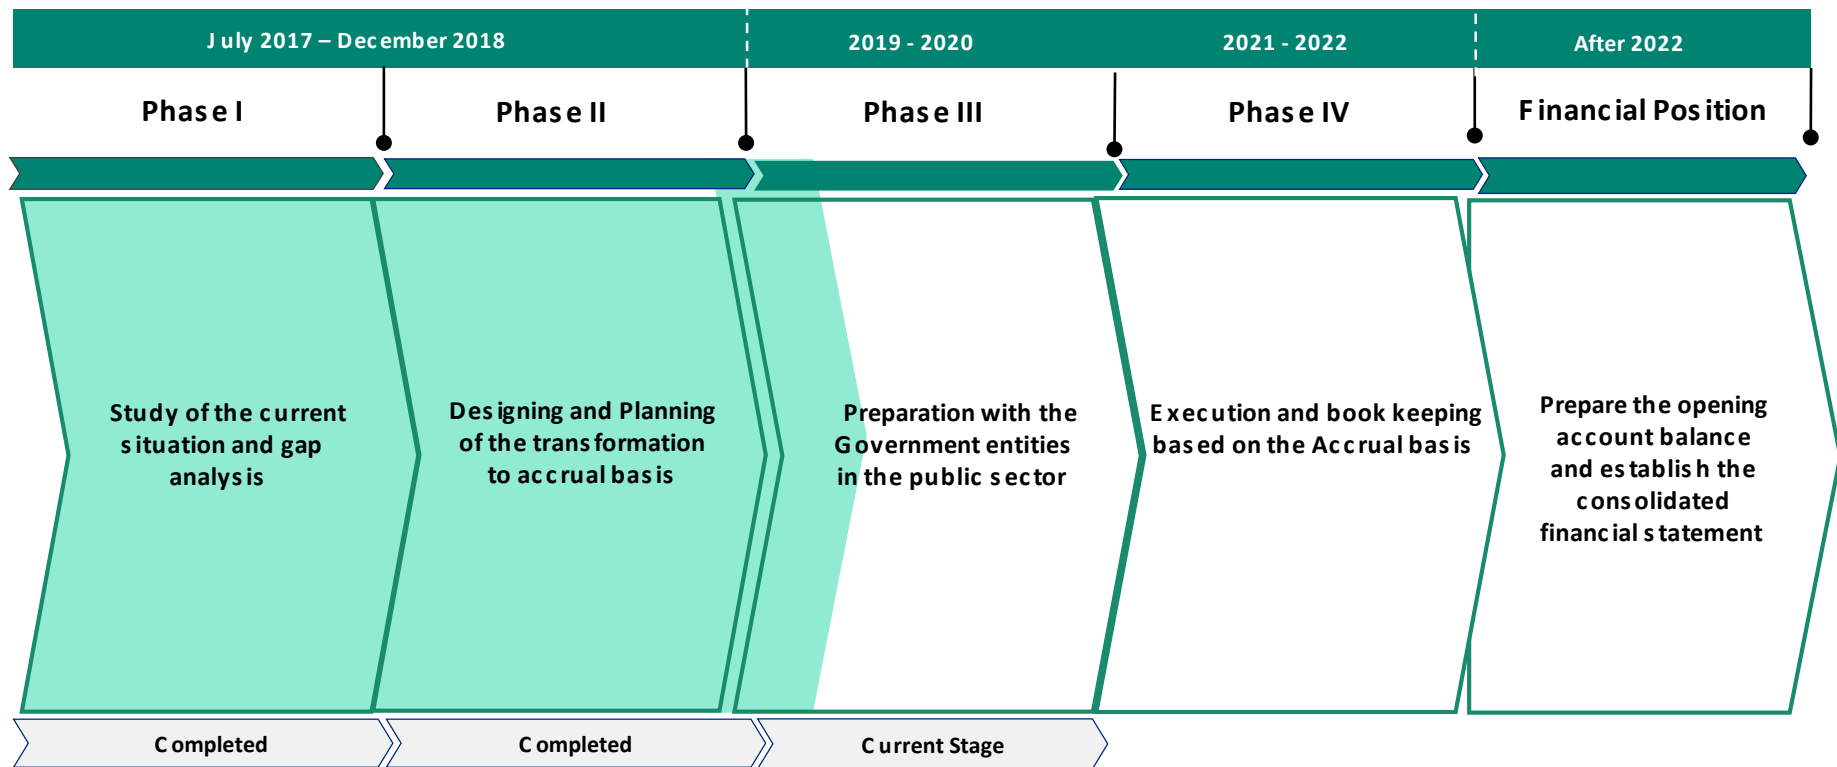 July 2017 – December 2018
2019 - 2020
2021 - 2022
After 2022
Phase I
Phase II
Phase III
Phase IV
Financial Position
Study of the current
situation and gap
analysis
Designing and Planning
of the transformation
to accrual basis
Preparation with the
Government entities
in the public sector
Execution and book keeping
based on the Accrual basis
Prepare the opening
account balance
and establish the
consolidated
financial statement
Completed
Completed
Current Stage